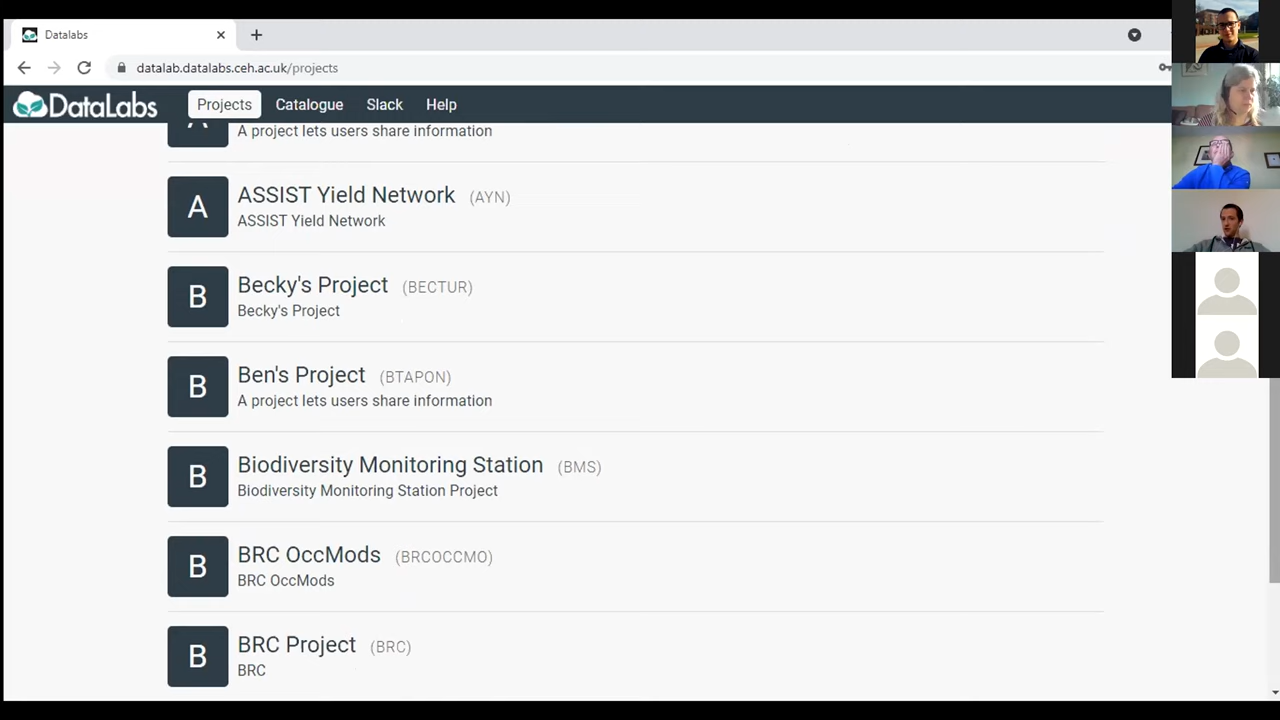 Datalabs
datalab.datalabs.ceh.ac.uk/projects
DataLabs
Projects
Catalogue
Slack
Help
A project lets users share information
A
ASSIST Yield Network (AYN)
ASSIST Yield Network
B
Becky's Project (BECTUR)
Becky's Project
B
Ben's Project (BTAPON)
A project lets users share information
B
Biodiversity Monitoring Station (BMS)
Biodiversity Monitoring Station Project
B
BRC OccMods (BRCOCCMO)
BRC OccMods
B
BRC Project (BRC)
BRC